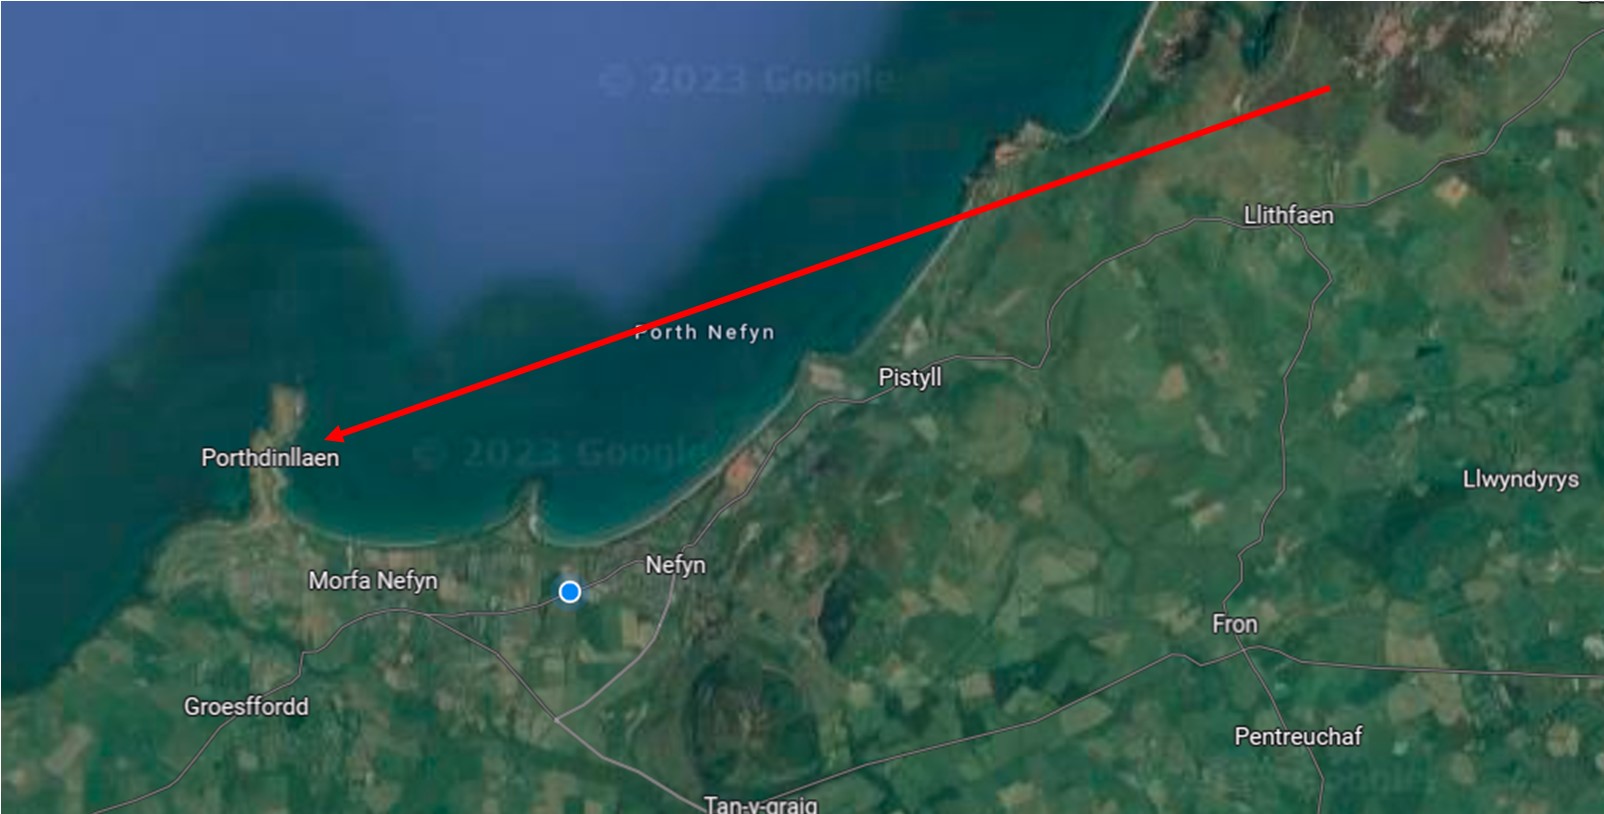 © 2023 Google
Llithfaen
Porth Nefyn
Pistyll
Porthdinllaen
© 2023 Google
Llwyndyrys
Nefyn
Morfa Nefyn
Fron
Groesffordd
Pentreuchaf
Tan-y-graig